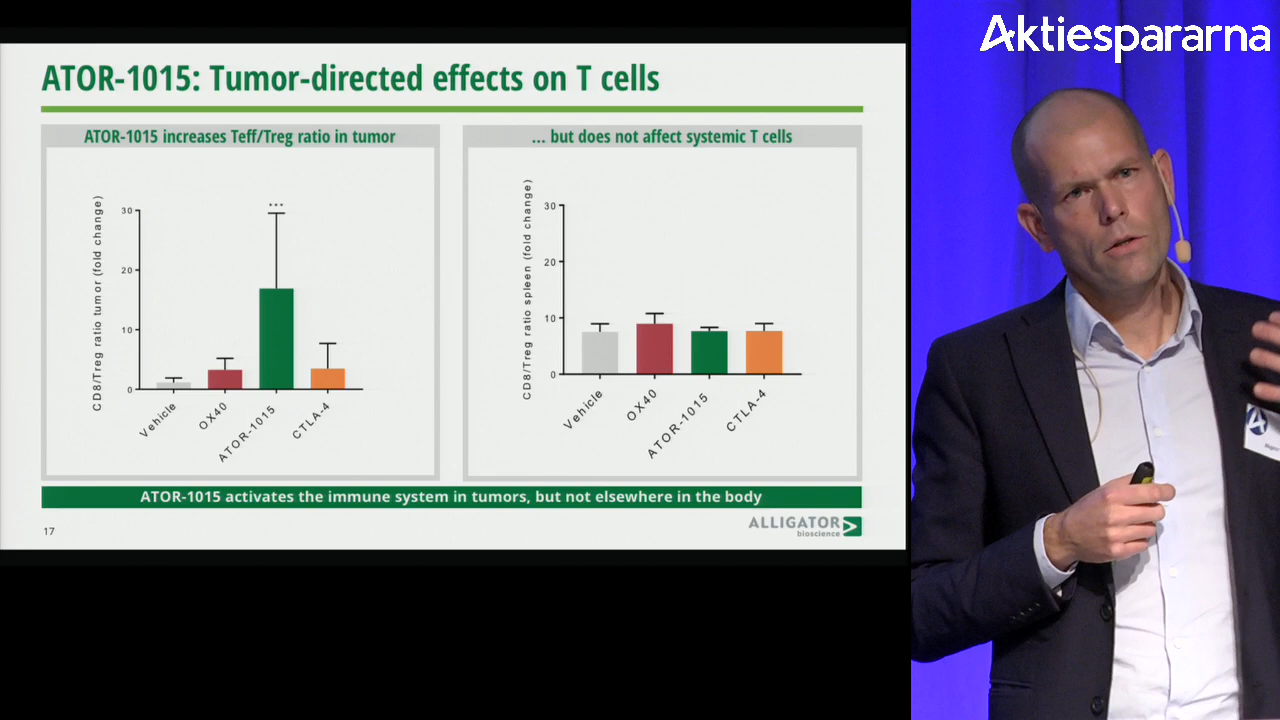 Aktiespararna
ATOR-1015: Tumor-directed effects on T cells
ATOR-1015 increases Teff/Treg ratio in tumor
CD8/Treg ratio tumor (fold change)
30
20
10
0
***
Vehicle
OX40
ATOR-1015
CTLA-4
... but does not affect systemic T cells
CD8/Treg ratio spleen (fold change)
30
20
10
0
Vehicle
OX40
ATOR-1015
CTLA-4
ATOR-1015 activates the immune system in tumors, but not elsewhere in the body
17
ALLIGATOR
bioscience